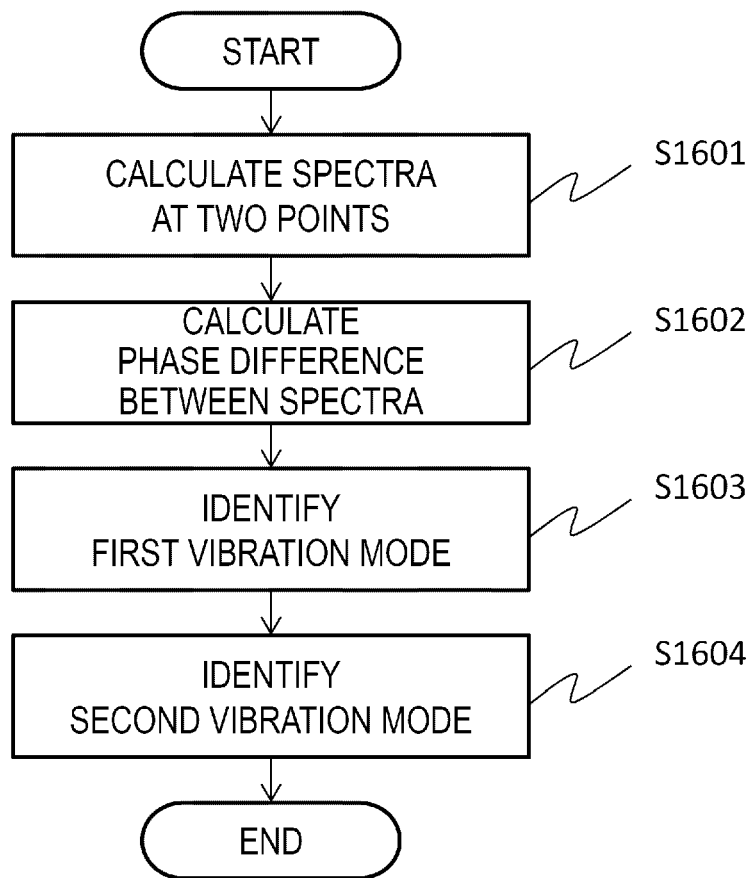 START
CALCULATE SPECTRA
AT TWO POINTS
S1601
CALCULATE
PHASE DIFFERENCE
BETWEEN SPECTRA
S1602
IDENTIFY
FIRST VIBRATION MODE
S1603
IDENTIFY
SECOND VIBRATION MODE
S1604
END